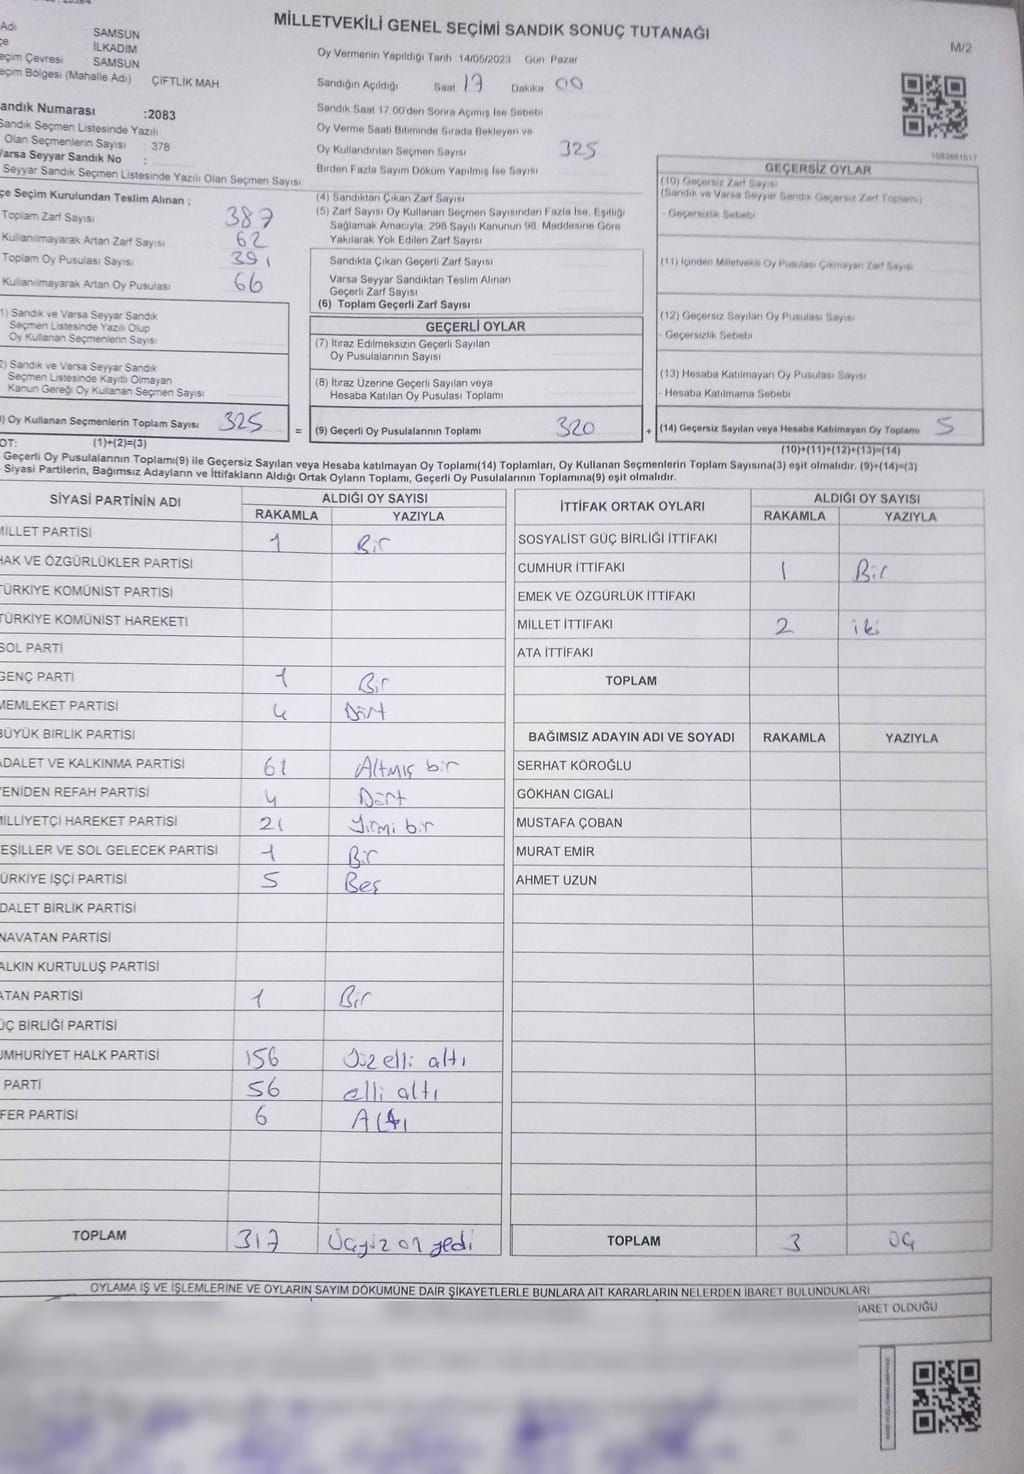 MİLLETVEKİLİ GENEL SEÇİMİ SANDIK SONUÇ TUTANAĞI
M/2
Adı SAMSUN
çe İLKADIM
eçim Çevresi SAMSUN
eçim Bölgesi (Mahalle Adı) ÇİFTLİK MAH
andık Numarası :2083
Sandık Seçmen Listesinde Yazılı
Olan Seçmenlerin Sayısı : 378
Varsa Seyyar Sandık No :
Seyyar Sandık Seçmen Listesinde Yazılı Olan Seçmen Sayısı
Oy Vermenin Yapıldığı Tarih :14/05/2023 Gün: Pazar
Sandığın Açıldığı Saat 17 Dakika 00
Sandık Saat 17.00'den Sonra Açımış İse Sebebi
Oy Verme Saati Bitiminde Sırada Bekleyen ve
Oy Kullandırılan Seçmen Sayısı 325
Birden Fazla Sayım Döküm Yapılmış İse Sayısı
1053661017
çe Seçim Kurulundan Teslim Alınan ;
Toplam Zarf Sayısı 387
Kullanılmayarak Artan Zarf Sayısı 62
Toplam Oy Pusulası Sayısı 391
Kullanılmayarak Artan Oy Pusulası 66
1) Sandık ve Varsa Seyyar Sandık
Seçmen Listesinde Yazılı Olup
Oy Kullanan Seçmenlerin Sayısı
2) Sandık ve Varsa Seyyar Sandık
Seçmen Listesinde Kayıtlı Olmayan
Kanun Gereği Oy Kullanan Seçmen Sayısı
) Oy Kullanan Seçmenlerin Toplam Sayısı 325
(4) Sandıktan Çıkan Zarf Sayısı
(5) Zarf Sayısı Oy Kullanan Seçmen Sayısından Fazla İse, Eşitliği
Sağlamak Amacıyla, 298 Sayılı Kanunun 98. Maddesine Göre
Yakılarak Yok Edilen Zarf Sayısı
Sandıkta Çıkan Geçerli Zarf Sayısı
Varsa Seyyar Sandıktan Teslim Alınan
Geçerli Zarf Sayısı
(6) Toplam Geçerli Zarf Sayısı
GEÇERLİ OYLAR
(7) İtiraz Edilmeksizin Geçerli Sayılan
Oy Pusulalarının Sayısı
(8) İtiraz Üzerine Geçerli Sayılan veya
Hesaba Katılan Oy Pusulası Toplamı
= (9) Geçerli Oy Pusulalarının Toplamı 320
GEÇERSİZ OYLAR
(10) Geçersiz Zarf Sayısı
(Sandık ve Varsa Seyyar Sandık Geçersiz Zarf Toplamı)
- Geçersizlik Sebebi
(11) İçinden Milletvekili Oy Pusulası Çıkmayan Zarf Sayısı
(12) Geçersiz Sayılan Oy Pusulası Sayısı
- Geçersizlik Sebebi
(13) Hesaba Katılmayan Oy Pusulası Sayısı
- Hesaba Katılmama Sebebi
+ (14) Geçersiz Sayılan veya Hesaba Katılmayan Oy Toplamı 5
OT: (1)+(2)=(3)
(10)+(11)+(12)+(13)=(14)
Geçerli Oy Pusulalarının Toplamı(9) ile Geçersiz Sayılan veya Hesaba katılmayan Oy Toplamı(14) Toplamları, Oy Kullanan Seçmenlerin Toplam Sayısına(3) eşit olmalıdır. (9)+(14)=(3)
Siyasi Partilerin, Bağımsız Adayların ve İttifakların Aldığı Ortak Oyların Toplamı, Geçerli Oy Pusulalarının Toplamına(9) eşit olmalıdır.
SİYASİ PARTİNİN ADI ALDIĞI OY SAYISI
RAKAMLA YAZIYLA
MİLLET PARTİSİ 1 Bir
HAK VE ÖZGÜRLÜKLER PARTİSİ
TÜRKİYE KOMÜNİST PARTİSİ
TÜRKİYE KOMÜNİST HAREKETİ
SOL PARTİ
GENÇ PARTİ 1 Bir
MEMLEKET PARTİSİ 4 Dört
BÜYÜK BİRLİK PARTİSİ
ADALET VE KALKINMA PARTİSİ 61 Altmış bir
YENİDEN REFAH PARTİSİ 4 Dört
MİLLİYETÇİ HAREKET PARTİSİ 21 Yirmi bir
EŞİLLER VE SOL GELECEK PARTİSİ 1 Bir
ÜRKİYE İŞÇİ PARTİSİ 5 Beş
DALET BİRLİK PARTİSİ
NAVATAN PARTİSİ
ALKIN KURTULUŞ PARTİSİ
ATAN PARTİSİ 1 Bir
ÜÇ BİRLİĞİ PARTİSİ
UMHURİYET HALK PARTİSİ 156 Yüz elli altı
PARTİ 56 elli altı
FER PARTİSİ 6 Altı
TOPLAM 317 Üçyüz on yedi
İTTİFAK ORTAK OYLARI ALDIĞI OY SAYISI
RAKAMLA YAZIYLA
SOSYALİST GÜÇ BİRLİĞİ İTTİFAKI
CUMHUR İTTİFAKI 1 Bir
EMEK VE ÖZGÜRLÜK İTTİFAKI
MİLLET İTTİFAKI 2 iki
ATA İTTİFAKI
TOPLAM
BAĞIMSIZ ADAYIN ADI VE SOYADI RAKAMLA YAZIYLA
SERHAT KÖROĞLU
GÖKHAN CIGALI
MUSTAFA ÇOBAN
MURAT EMİR
AHMET UZUN
TOPLAM 3 üç
OYLAMA İŞ VE İŞLEMLERİNE VE OYLARIN SAYIM DÖKÜMÜNE DAİR ŞİKAYETLERLE BUNLARA AİT KARARLARIN NELERDEN İBARET BULUNDUKLARI
BARET OLDUĞU